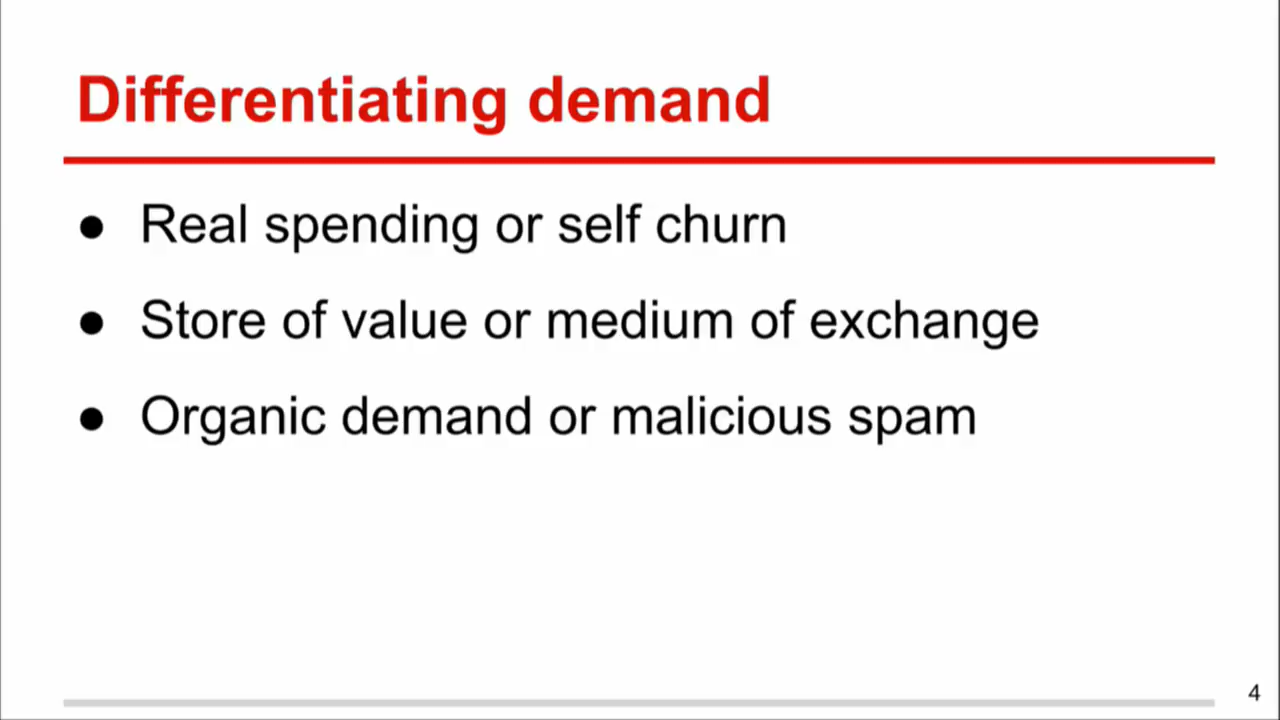 Differentiating demand
● Real spending or self churn
● Store of value or medium of exchange
● Organic demand or malicious spam
4